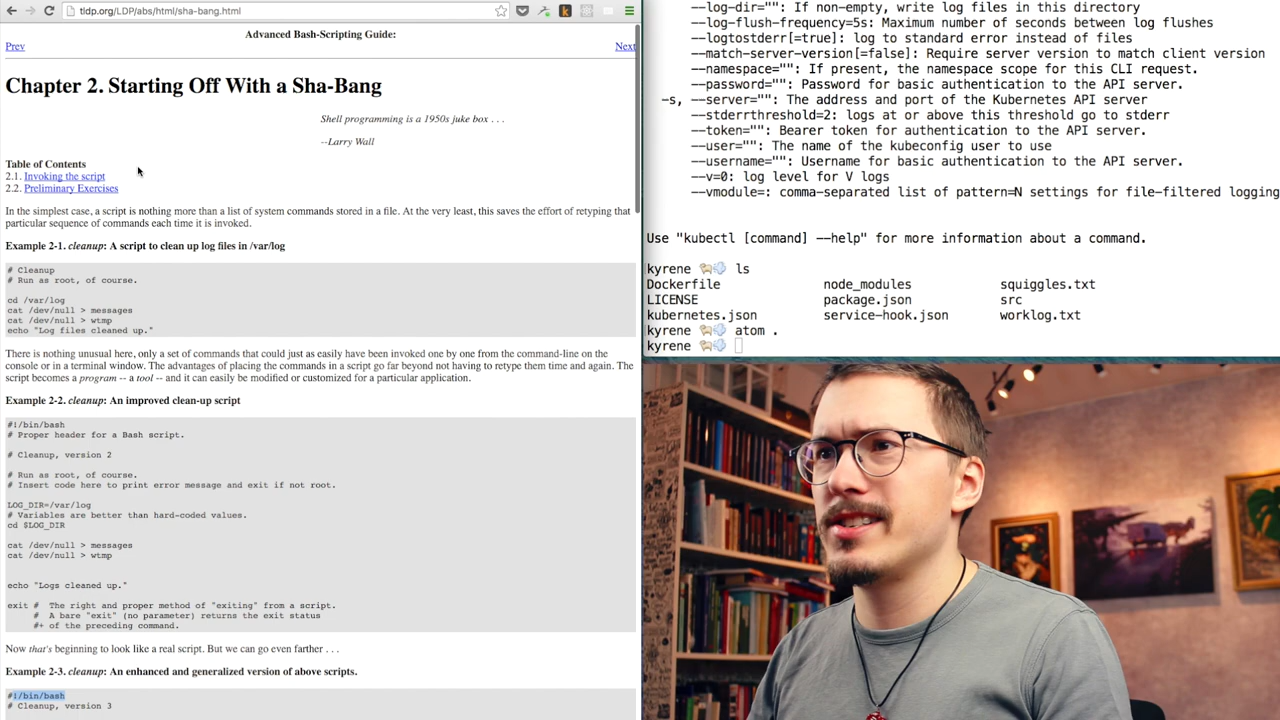 tldp.org/LDP/abs/html/sha-bang.html
Advanced Bash-Scripting Guide:
Prev
Next
Chapter 2. Starting Off With a Sha-Bang
Shell programming is a 1950s juke box . . .
--Larry Wall
Table of Contents
2.1. Invoking the script
2.2. Preliminary Exercises
In the simplest case, a script is nothing more than a list of system commands stored in a file. At the very least, this saves the effort of retyping that
particular sequence of commands each time it is invoked.
Example 2-1. cleanup: A script to clean up log files in /var/log
# Cleanup
# Run as root, of course.
cd /var/log
cat /dev/null > messages
cat /dev/null > wtmp
echo "Log files cleaned up."
There is nothing unusual here, only a set of commands that could just as easily have been invoked one by one from the command-line on the
console or in a terminal window. The advantages of placing the commands in a script go far beyond not having to retype them time and again. The
script becomes a program -- a tool -- and it can easily be modified or customized for a particular application.
Example 2-2. cleanup: An improved clean-up script
#!/bin/bash
# Proper header for a Bash script.
# Cleanup, version 2
# Run as root, of course.
# Insert code here to print error message and exit if not root.
LOG_DIR=/var/log
# Variables are better than hard-coded values.
cd $LOG_DIR
cat /dev/null > messages
cat /dev/null > wtmp
echo "Logs cleaned up."
exit # The right and proper method of "exiting" from a script.
# A bare "exit" (no parameter) returns the exit status
#+ of the preceding command.
Now that's beginning to look like a real script. But we can go even farther . . .
Example 2-3. cleanup: An enhanced and generalized version of above scripts.
#!/bin/bash
# Cleanup, version 3
--log-dir="": If non-empty, write log files in this directory
--log-flush-frequency=5s: Maximum number of seconds between log flushes
--logtostderr[=true]: log to standard error instead of files
--match-server-version[=false]: Require server version to match client version
--namespace="": If present, the namespace scope for this CLI request.
--password="": Password for basic authentication to the API server.
-s, --server="": The address and port of the Kubernetes API server
--stderrthreshold=2: logs at or above this threshold go to stderr
--token="": Bearer token for authentication to the API server.
--user="": The name of the kubeconfig user to use
--username="": Username for basic authentication to the API server.
--v=0: log level for V logs
--vmodule=: comma-separated list of pattern=N settings for file-filtered logging
Use "kubectl [command] --help" for more information about a command.
kyrene 🐏💨 ls
Dockerfile node_modules squiggles.txt
LICENSE package.json src
kubernetes.json service-hook.json worklog.txt
kyrene 🐏💨 atom .
kyrene 🐏💨